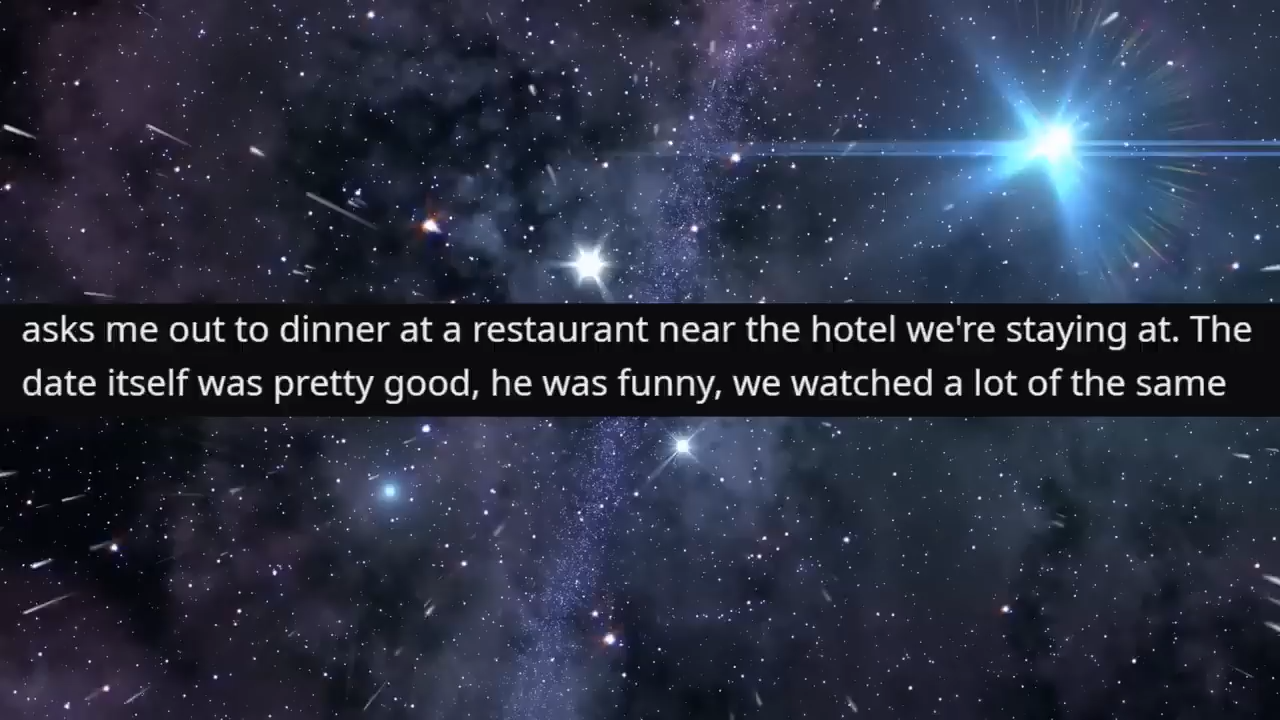 asks me out to dinner at a restaurant near the hotel we're staying at. The
date itself was pretty good, he was funny, we watched a lot of the same